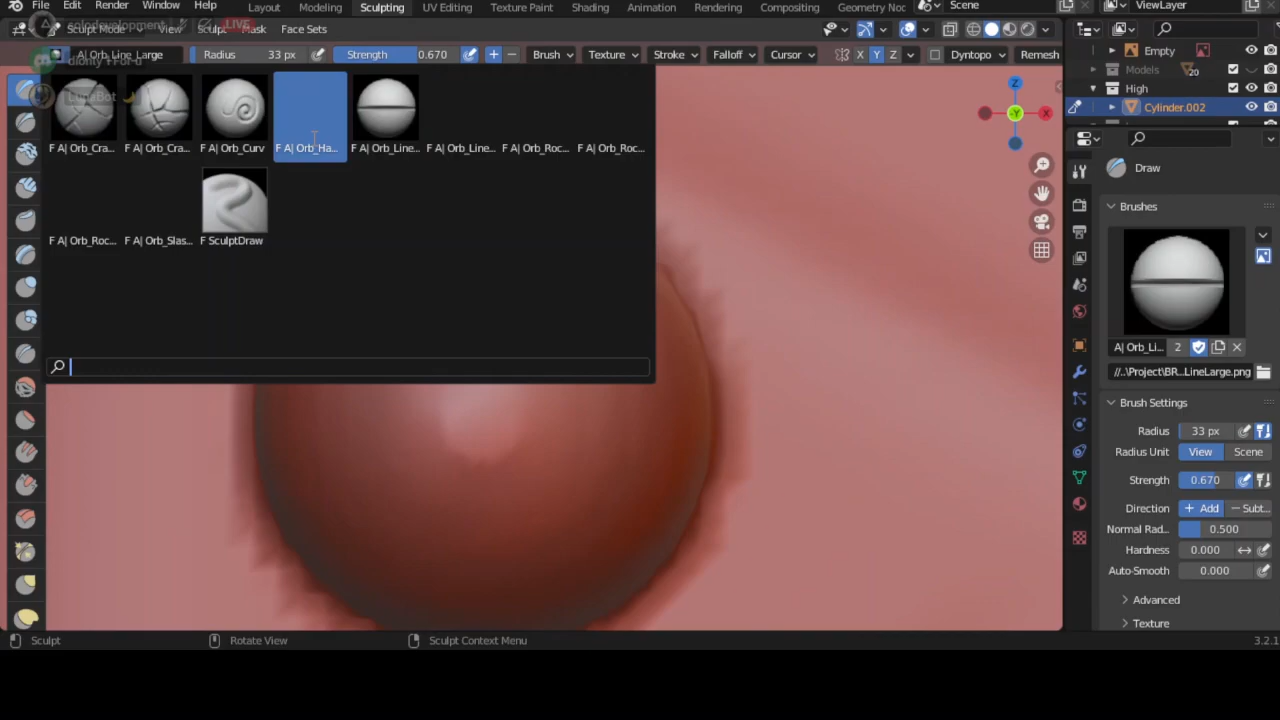 File Edit Render Window Help Layout Modeling Sculpting UV Editing Texture Paint Shading Animation Rendering Compositing Geometry Noc Scene ViewLayer
Sculpt Mode View Sculpt Mask Face Sets
solodevelopment LIVE
A| Orb_Line_Large Radius 33 px Strength 0.670 Brush Texture Stroke Falloff Cursor X Y Z Dyntopo Remesh
Empty
Models 20
High
Cylinder.002
LunaBot
F A| Orb_Cra... F A| Orb_Cra... F A| Orb_Curv F A| Orb_Ha... F A| Orb_Line... F A| Orb_Line... F A| Orb_Roc... F A| Orb_Roc...
F A| Orb_Roc... F A| Orb_Slas... F SculptDraw
Z
-Y
X
Draw
Brushes
A| Orb_Li... 2
//..\Project\BR...LineLarge.png
Brush Settings
Radius 33 px
Radius Unit View Scene
Strength 0.670
Direction + Add − Subt...
Normal Rad... 0.500
Hardness 0.000
Auto-Smooth 0.000
Advanced
Texture
Sculpt Rotate View Sculpt Context Menu 3.2.1